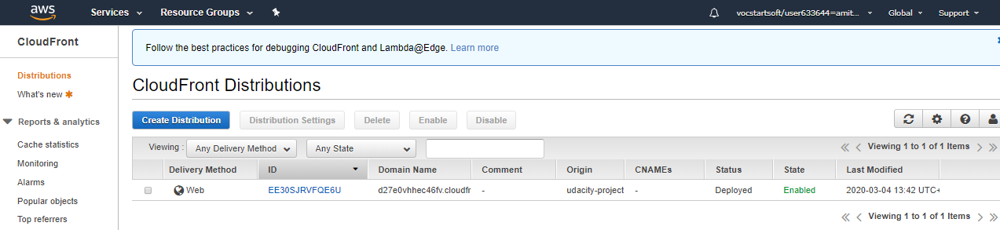 aws Services Resource Groups vocstartsoft/user633644=amit... Global Support
CloudFront
Distributions
What's new
Reports & analytics
Cache statistics
Monitoring
Alarms
Popular objects
Top referrers
Follow the best practices for debugging CloudFront and Lambda@Edge. Learn more
CloudFront Distributions
Create Distribution Distribution Settings Delete Enable Disable
Viewing : Any Delivery Method Any State Viewing 1 to 1 of 1 Items
Delivery Method ID Domain Name Comment Origin CNAMEs Status State Last Modified
Web EE30SJRVFQE6U d27e0vhhec46fv.cloudfr - udacity-project - Deployed Enabled 2020-03-04 13:42 UTC+
Viewing 1 to 1 of 1 Items